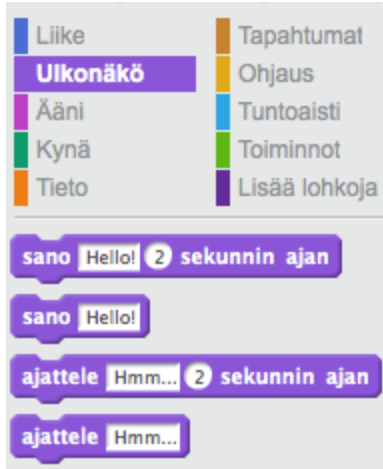 Liike Tapahtumat
Ulkonäkö Ohjaus
Ääni Tuntoaisti
Kynä Toiminnot
Tieto Lisää lohkoja
sano Hello! 2 sekunnin ajan
sano Hello!
ajattele Hmm... 2 sekunnin ajan
ajattele Hmm...